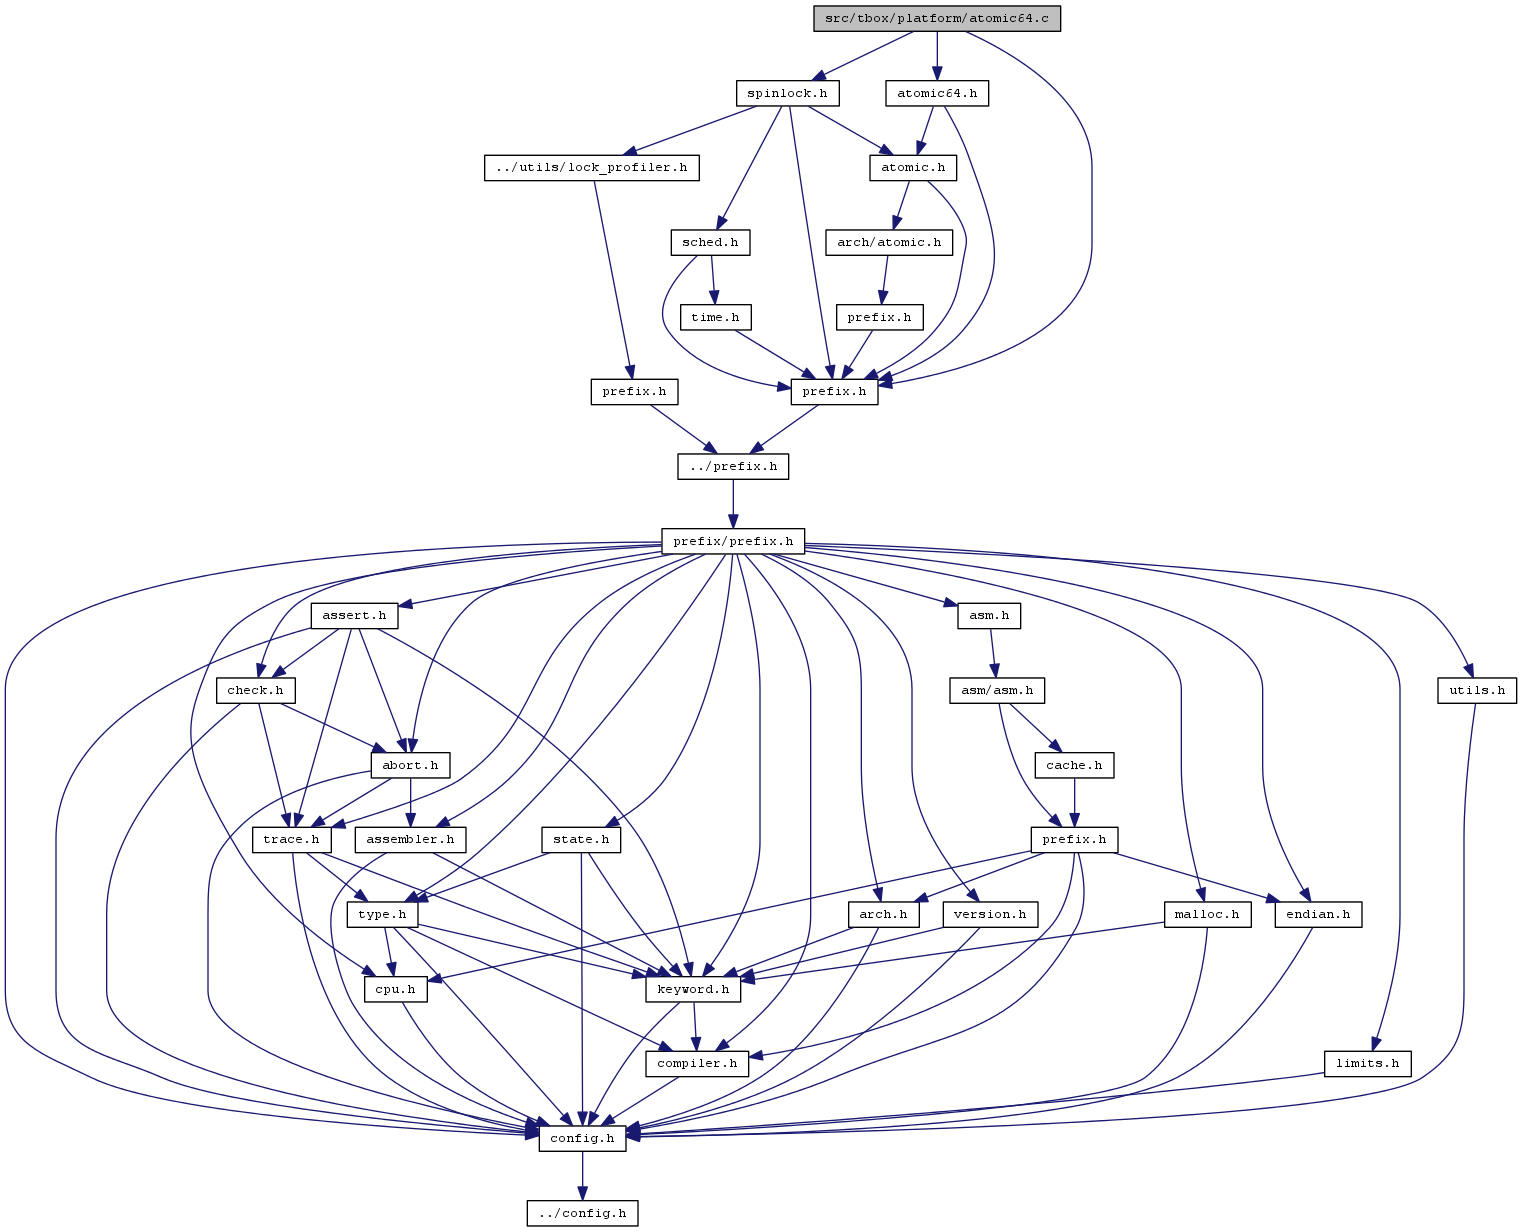 src/tbox/platform/atomic64.c
spinlock.h
atomic64.h
../utils/lock_profiler.h
atomic.h
sched.h
arch/atomic.h
time.h
prefix.h
prefix.h
prefix.h
../prefix.h
prefix/prefix.h
assert.h
asm.h
check.h
asm/asm.h
utils.h
abort.h
cache.h
trace.h
assembler.h
state.h
prefix.h
type.h
arch.h
version.h
malloc.h
endian.h
cpu.h
keyword.h
compiler.h
limits.h
config.h
../config.h